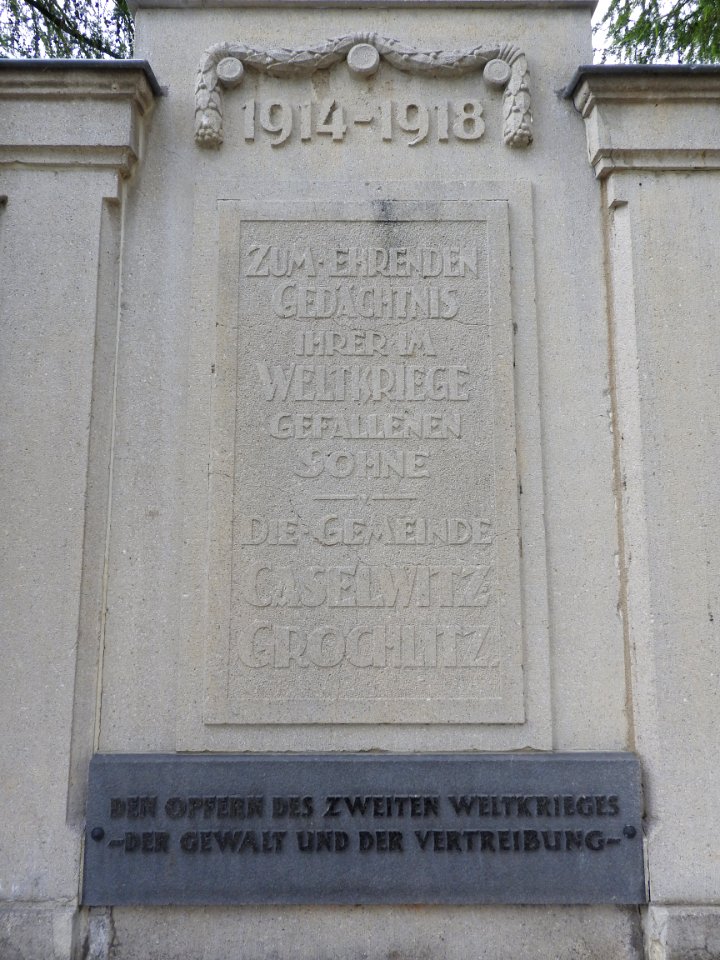 1914-1918
ZUM·EHRENDEN
GEDÄCHTNIS
IHRER·IM
WELTKRIEGE
GEFALLENEN
SÖHNE
DIE·GEMEINDE
GASELWITZ
GROCHLITZ.
DEN OPFERN DES ZWEITEN WELTKRIEGES
-DER GEWALT UND DER VERTREIBUNG-